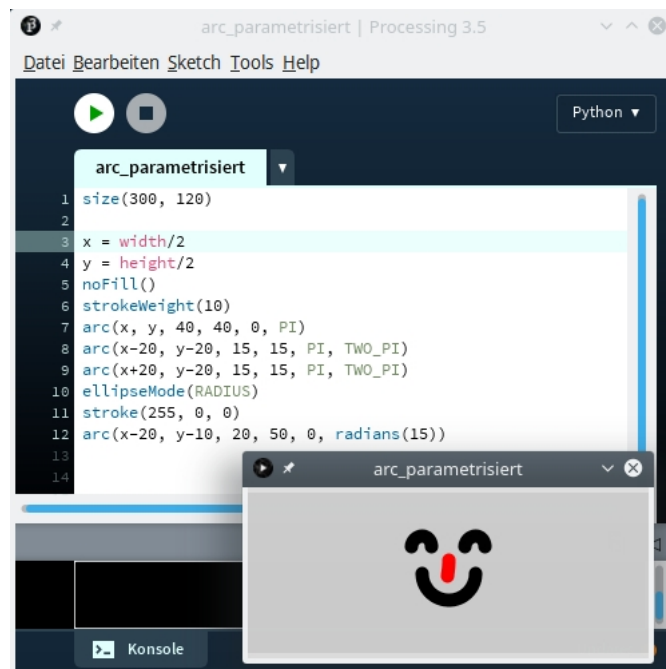 arc_parametrisiert | Processing 3.5
Datei Bearbeiten Sketch Tools Help
Python ▼
arc_parametrisiert ▼
1 size(300, 120)
2
3 x = width/2
4 y = height/2
5 noFill()
6 strokeWeight(10)
7 arc(x, y, 40, 40, 0, PI)
8 arc(x-20, y-20, 15, 15, PI, TWO_PI)
9 arc(x+20, y-20, 15, 15, PI, TWO_PI)
10 ellipseMode(RADIUS)
11 stroke(255, 0, 0)
12 arc(x-20, y-10, 20, 50, 0, radians(15))
13
14
arc_parametrisiert
>_ Konsole